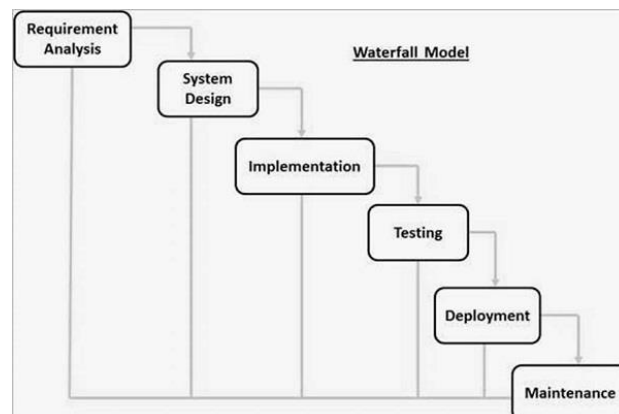 Requirement
Analysis
Waterfall Model
System
Design
Implementation
Testing
Deployment
Maintenance